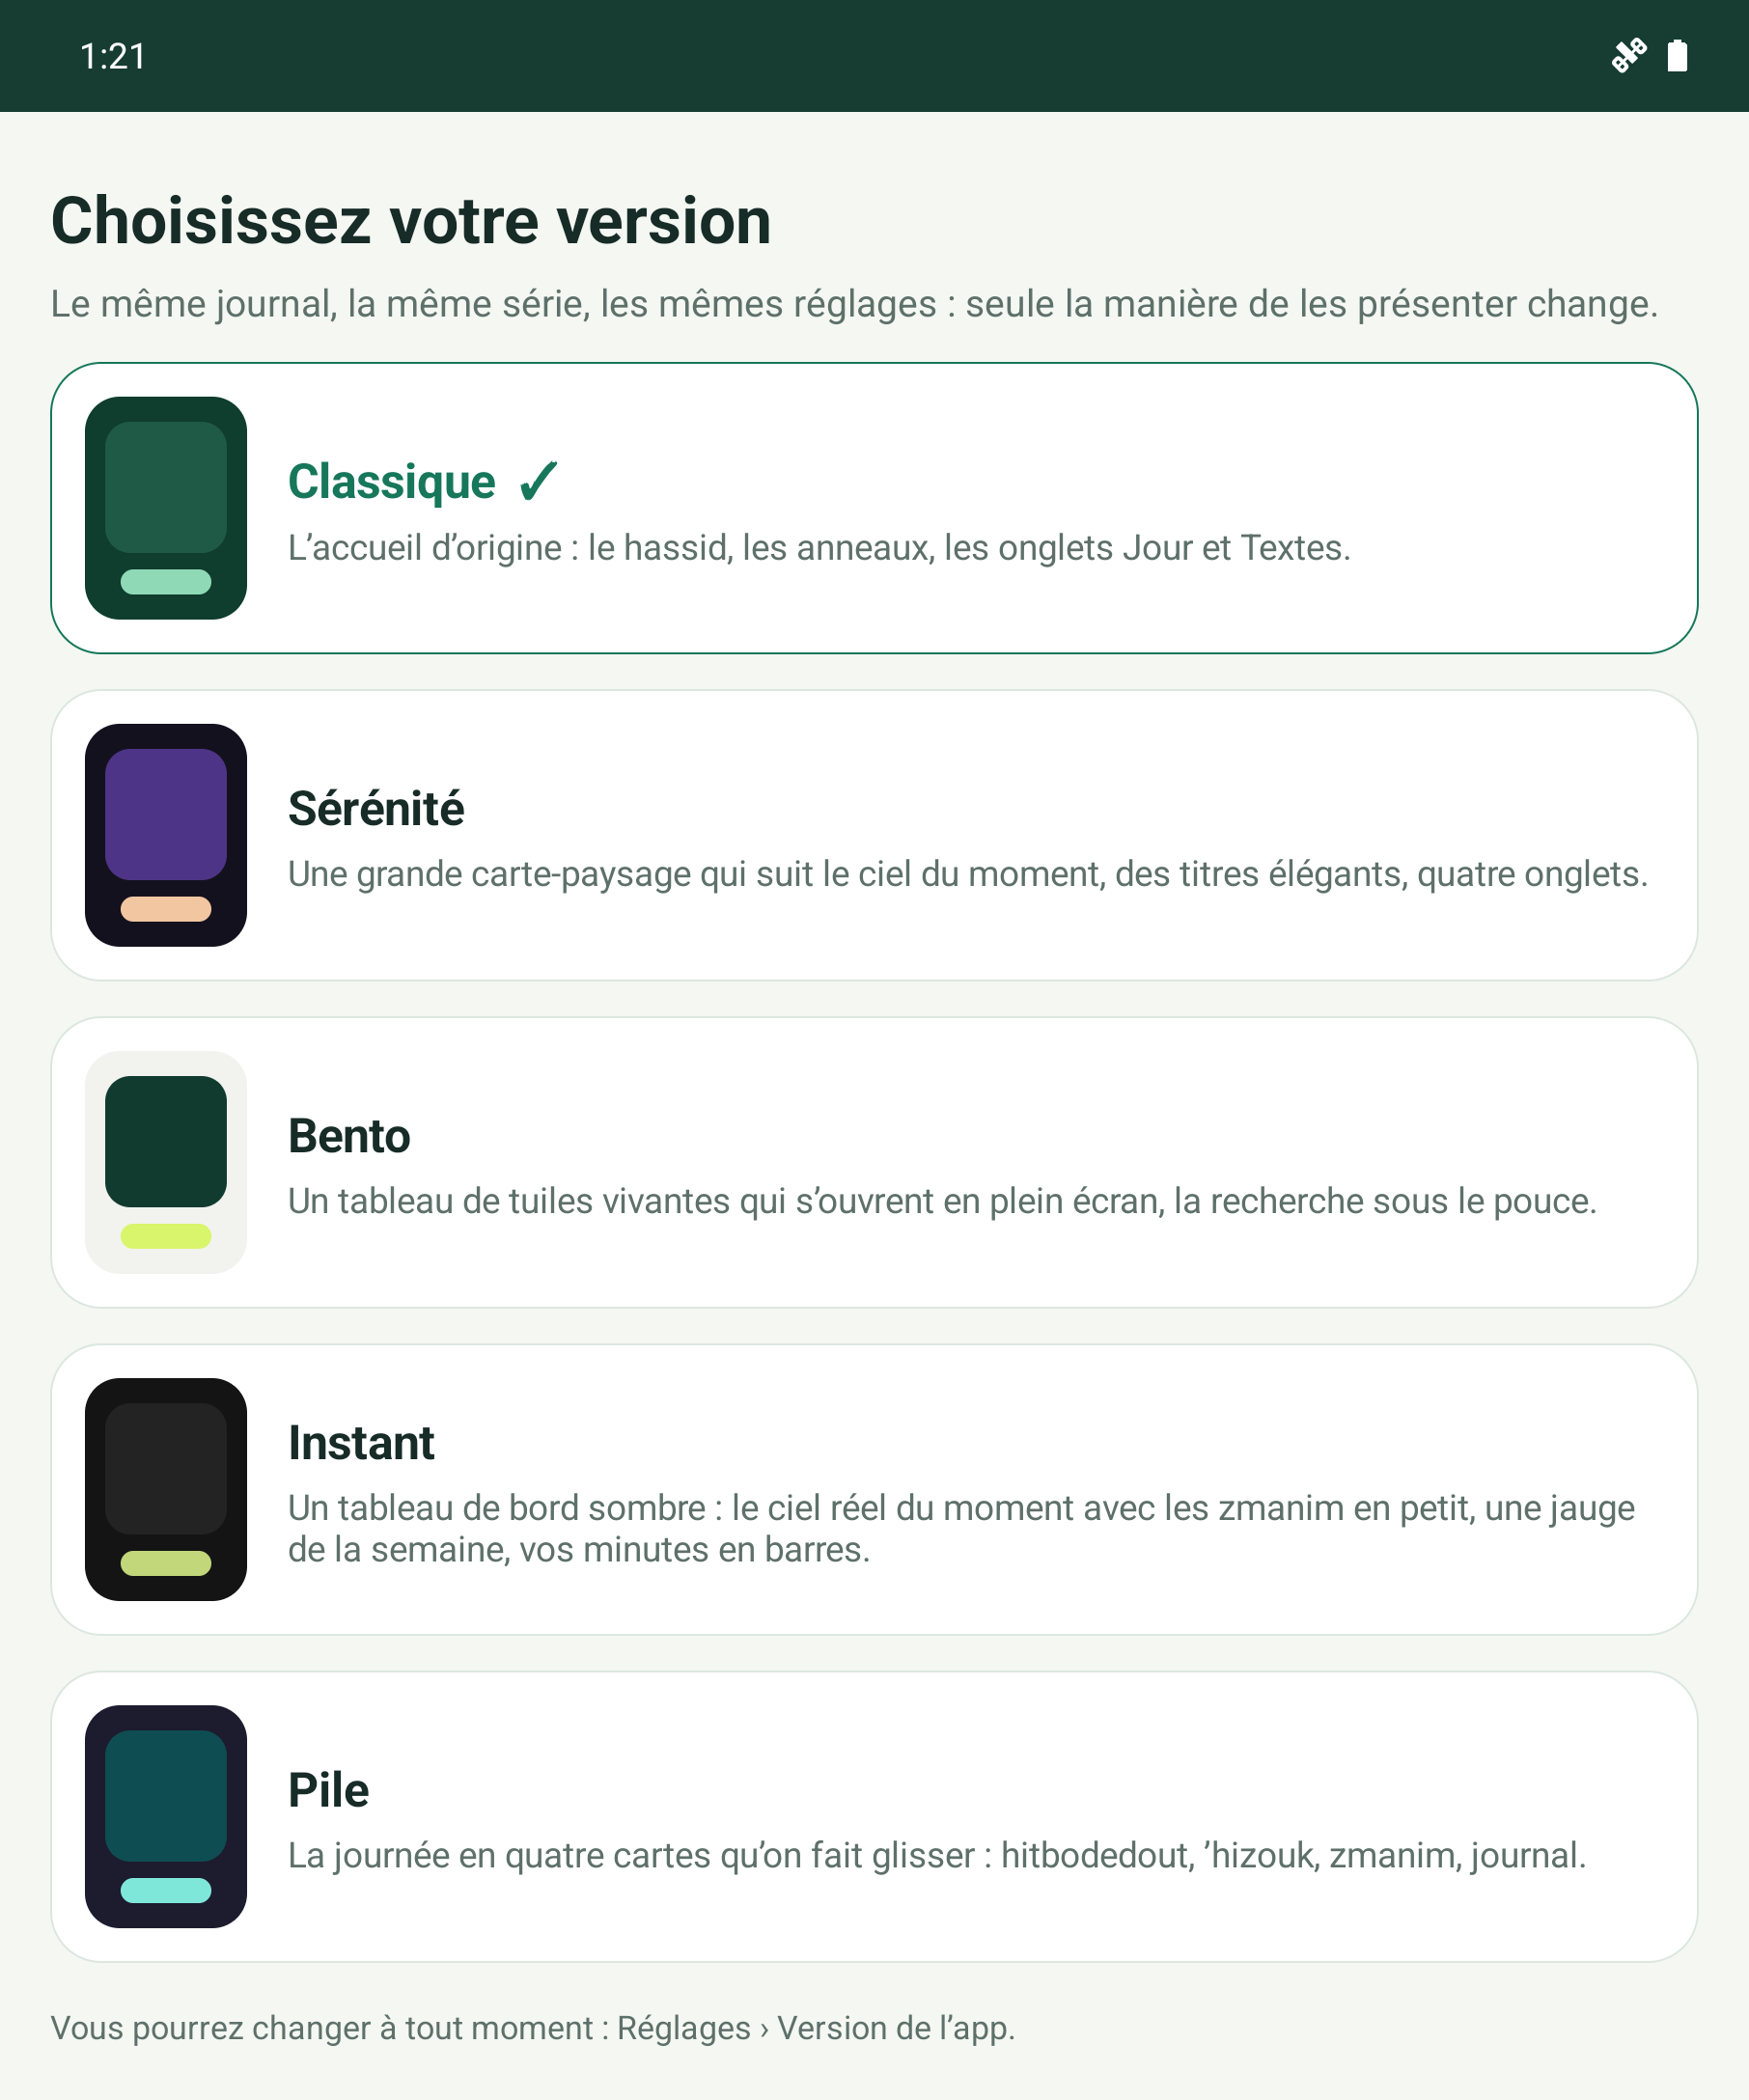 1:21
Choisissez votre version
Le même journal, la même série, les mêmes réglages : seule la manière de les présenter change.
Classique ✓
L’accueil d’origine : le hassid, les anneaux, les onglets Jour et Textes.
Sérénité
Une grande carte-paysage qui suit le ciel du moment, des titres élégants, quatre onglets.
Bento
Un tableau de tuiles vivantes qui s’ouvrent en plein écran, la recherche sous le pouce.
Instant
Un tableau de bord sombre : le ciel réel du moment avec les zmanim en petit, une jauge
de la semaine, vos minutes en barres.
Pile
La journée en quatre cartes qu’on fait glisser : hitbodedout, ’hizouk, zmanim, journal.
Vous pourrez changer à tout moment : Réglages › Version de l’app.